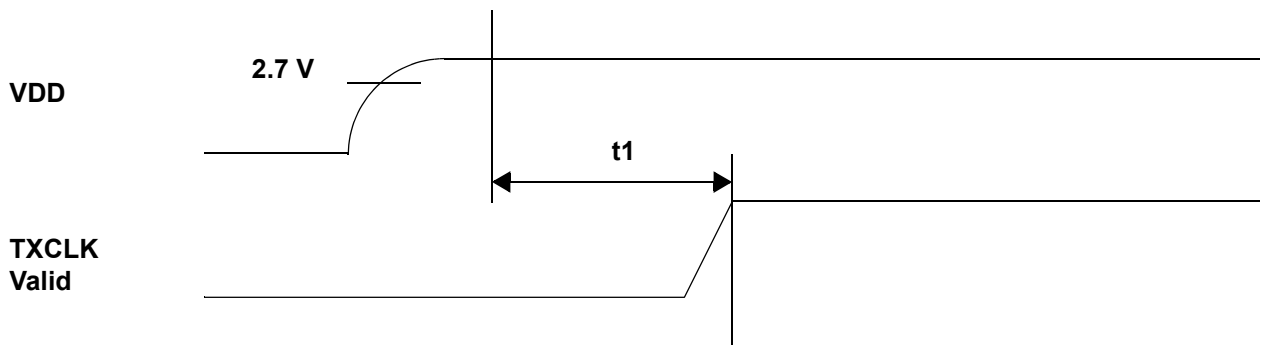 2.7 V
VDD
t1
TXCLK
Valid